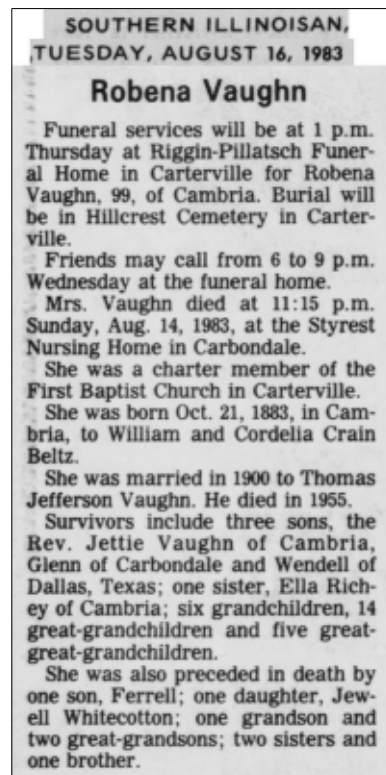 SOUTHERN ILLINOISAN,
TUESDAY, AUGUST 16, 1983
Robena Vaughn
Funeral services will be at 1 p.m.
Thursday at Riggin-Pillatsch Funer-
al Home in Carterville for Robena
Vaughn, 99, of Cambria. Burial will
be in Hillcrest Cemetery in Carter-
ville.
Friends may call from 6 to 9 p.m.
Wednesday at the funeral home.
Mrs. Vaughn died at 11:15 p.m.
Sunday, Aug. 14, 1983, at the Styrest
Nursing Home in Carbondale.
She was a charter member of the
First Baptist Church in Carterville.
She was born Oct. 21, 1883, in Cam-
bria, to William and Cordelia Crain
Beltz.
She was married in 1900 to Thomas
Jefferson Vaughn. He died in 1955.
Survivors include three sons, the
Rev. Jettie Vaughn of Cambria,
Glenn of Carbondale and Wendell of
Dallas, Texas; one sister, Ella Rich-
ey of Cambria; six grandchildren, 14
great-grandchildren and five great-
great-grandchildren.
She was also preceded in death by
one son, Ferrell; one daughter, Jew-
ell Whitecotton; one grandson and
two great-grandsons; two sisters and
one brother.